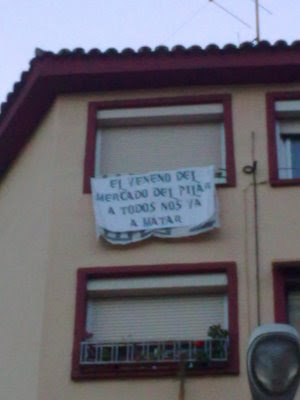 EL VENENO DEL
MERCADO DEL PILAR
A TODOS NOS VA
A MATAR